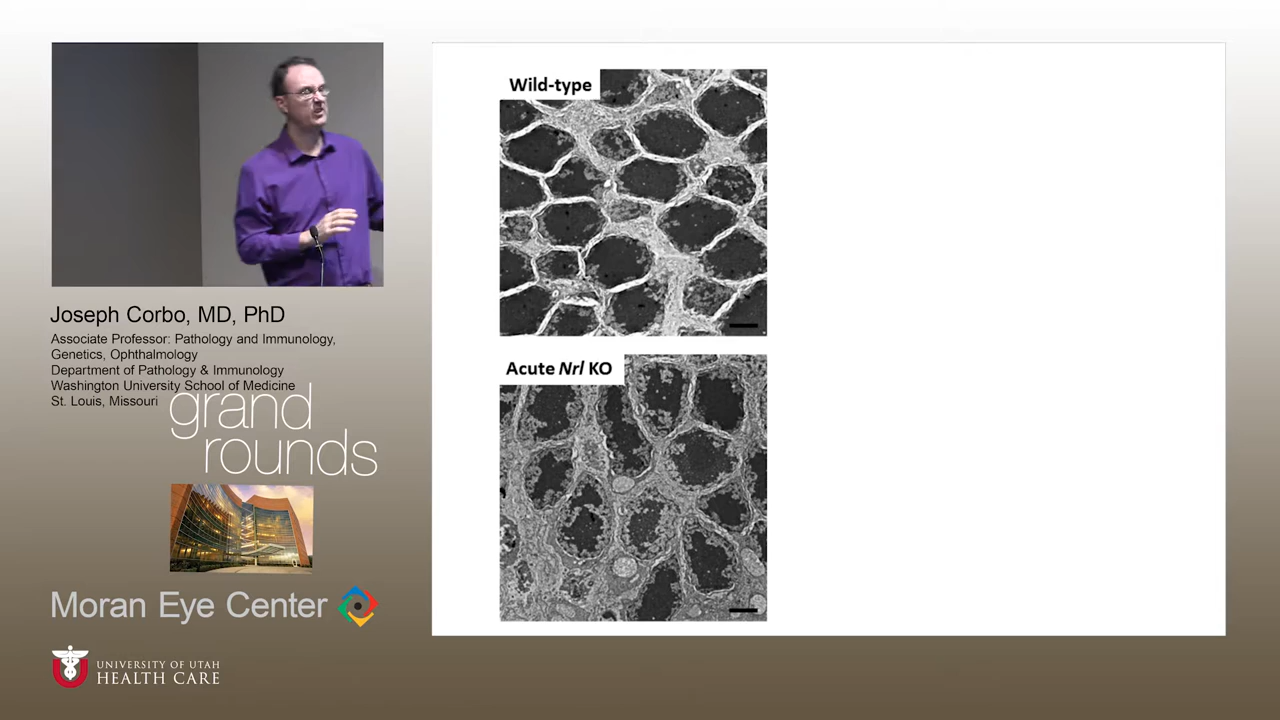 Wild-type
Acute Nrl KO
Joseph Corbo, MD, PhD
Associate Professor: Pathology and Immunology,
Genetics, Ophthalmology
Department of Pathology & Immunology
Washington University School of Medicine
St. Louis, Missouri
grand
rounds
Moran Eye Center
UNIVERSITY OF UTAH
HEALTH CARE